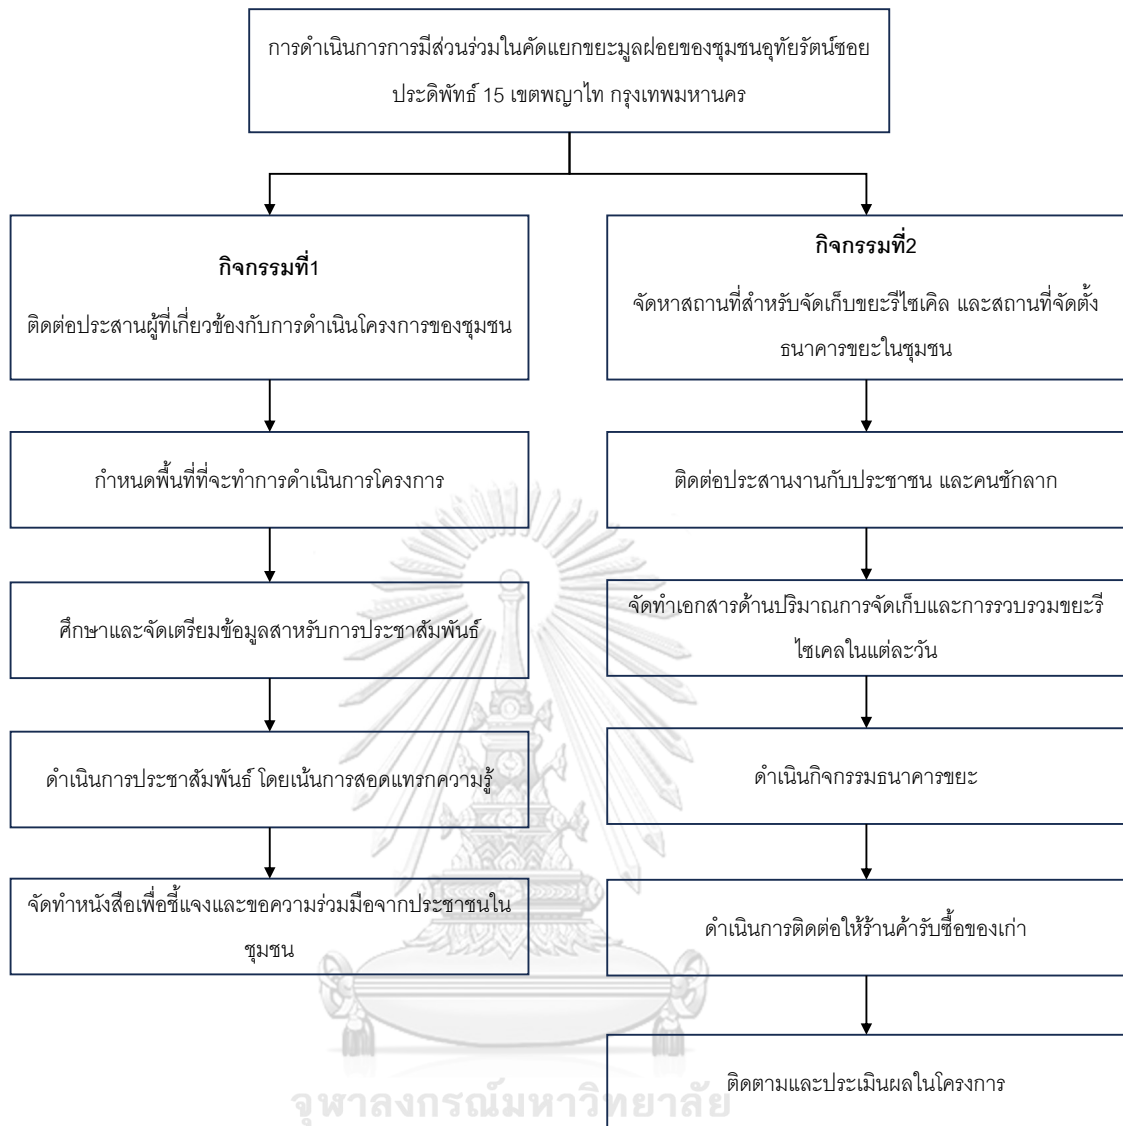 การดำเนินการการมีส่วนร่วมในคัดแยกขยะมูลฝอยของชุมชนอุทัยรัตน์ซอย
ประดิพัทธ์ 15 เขตพญาไท กรุงเทพมหานคร
กิจกรรมที่1
ติดต่อประสานผู้ที่เกี่ยวข้องกับการดำเนินโครงการของชุมชน
กำหนดพื้นที่ที่จะทำการดำเนินการโครงการ
ศึกษาและจัดเตรียมข้อมูลสาหรับการประชาสัมพันธ์
ดำเนินการประชาสัมพันธ์ โดยเน้นการสอดแทรกความรู้
จัดทำหนังสือเพื่อชี้แจงและขอความร่วมมือจากประชาชนใน
ชุมชน
กิจกรรมที่2
จัดหาสถานที่สำหรับจัดเก็บขยะรีไซเคิล และสถานที่จัดตั้ง
ธนาคารขยะในชุมชน
ติดต่อประสานงานกับประชาชน และคนชักลาก
จัดทำเอกสารด้านปริมาณการจัดเก็บและการรวบรวมขยะรี
ไซเคลในแต่ละวัน
ดำเนินกิจกรรมธนาคารขยะ
ดำเนินการติดต่อให้ร้านค้ารับซื้อของเก่า
ติดตามและประเมินผลในโครงการ
จุฬาลงกรณ์มหาวิทยาลัย